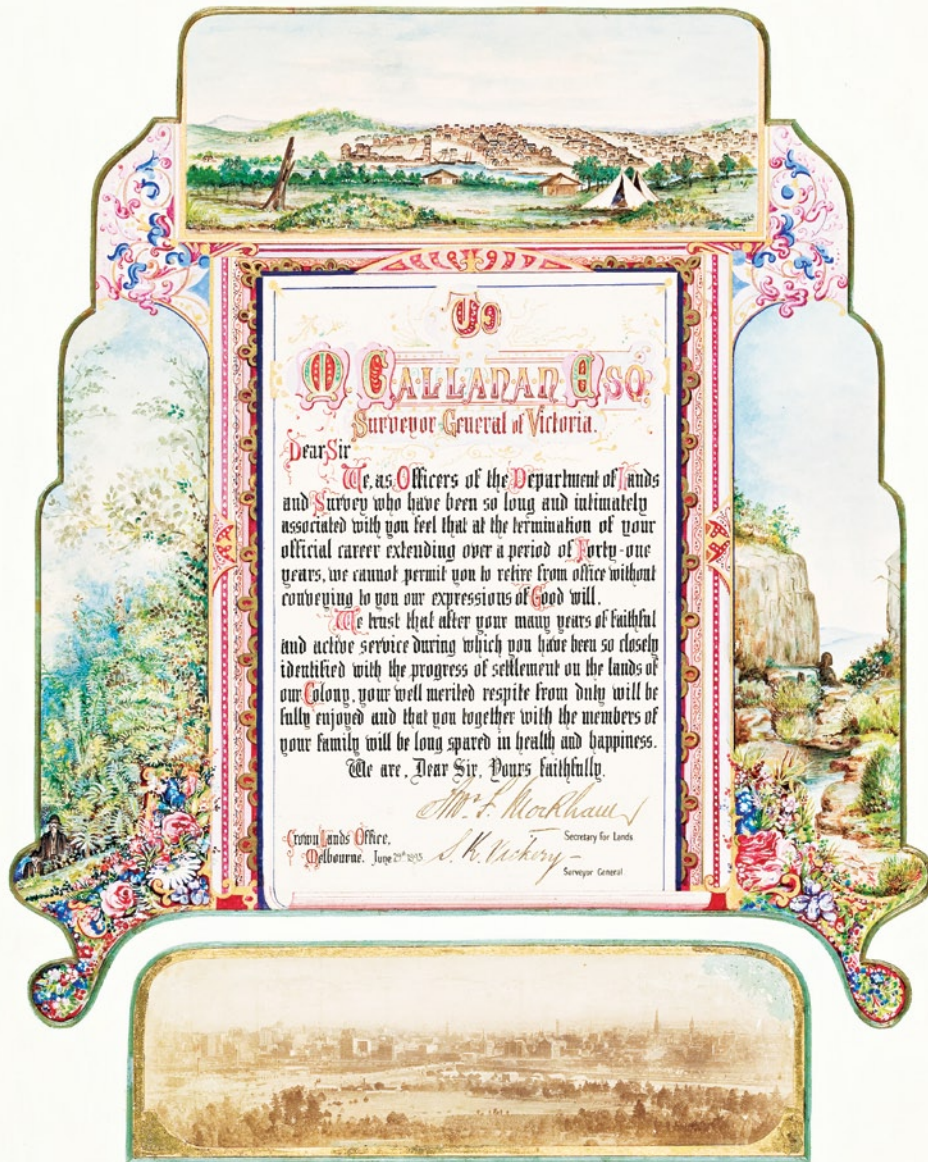 To
M CALLANAN ESQ.
Surveyor General of Victoria.
Dear Sir
We, as Officers of the Department of Lands
and Survey who have been so long and intimately
associated with you feel that at the termination of your
official career extending over a period of Forty-one
years, we cannot permit you to retire from office without
conveying to you our expressions of Good will.
We trust that after your many years of faithful
and active service during which you have been so closely
identified with the progress of settlement on the lands of
our Colony, your well merited respite from duty will be
fully enjoyed and that you together with the members of
your family will be long spared in health and happiness.
We are, Dear Sir, Yours faithfully.
Secretary for Lands
Crown Lands Office,
Melbourne. June 29th
S. K. Vickery
Surveyor General